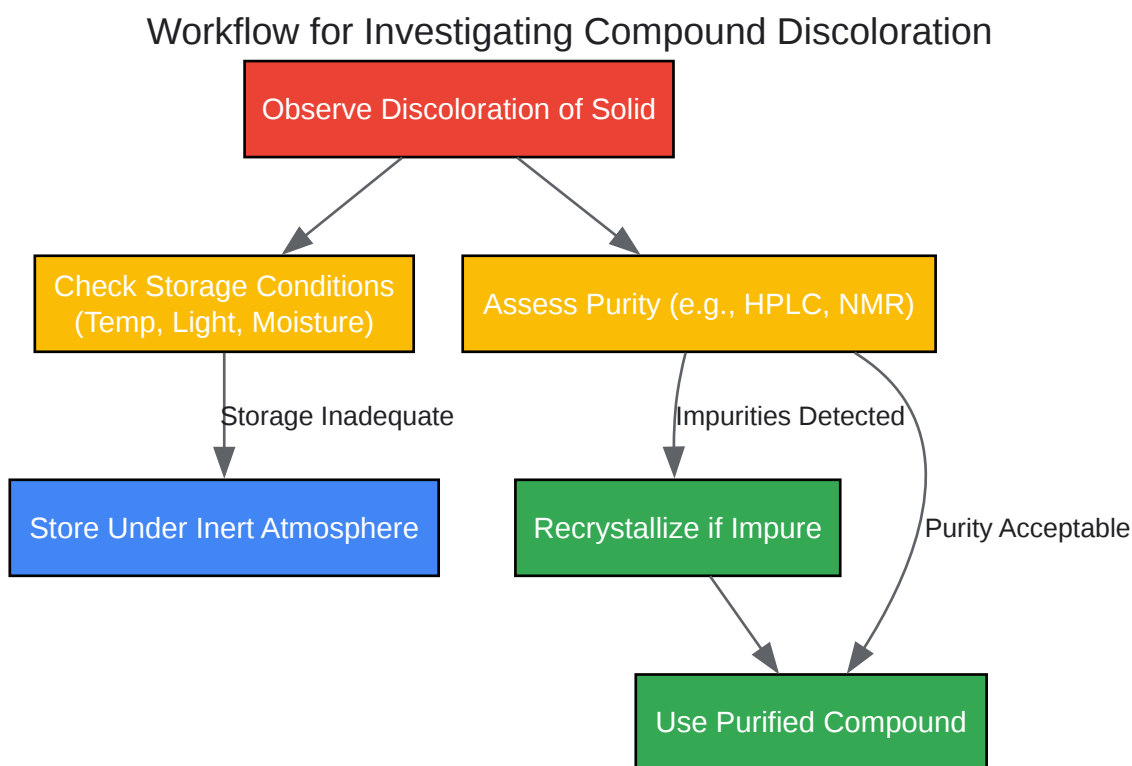 Workflow for Investigating Compound Discoloration
Observe Discoloration of Solid
Check Storage Conditions
(Temp, Light, Moisture)
Assess Purity (e.g., HPLC, NMR)
Storage Inadequate
Impurities Detected
Store Under Inert Atmosphere
Recrystallize if Impure
Purity Acceptable
Use Purified Compound